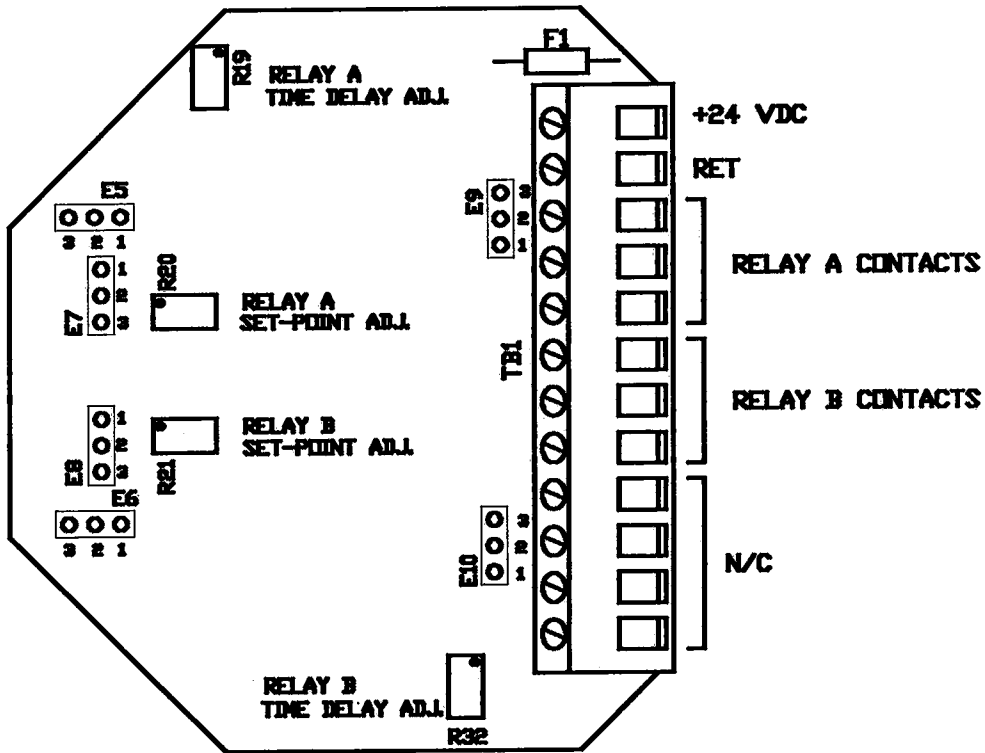 F1
R19
RELAY A
TIME DELAY ADJ.
+24 VDC
RET
E5
3 2 1
E9
3
2
1
RELAY A CONTACTS
E7
1
2
3
R20
RELAY A
SET-POINT ADJ.
TB1
RELAY B CONTACTS
E8
1
2
3
R21
RELAY B
SET-POINT ADJ.
E6
3 2 1
E10
3
2
1
N/C
RELAY B
TIME DELAY ADJ.
R32